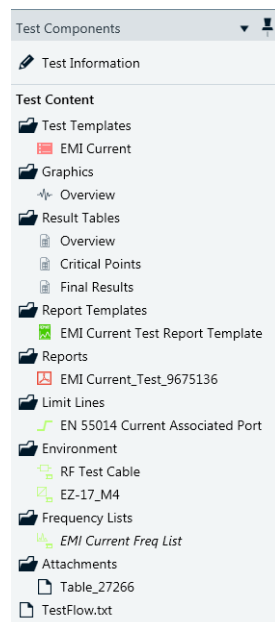 Test Components
Test Information
Test Content
Test Templates
EMI Current
Graphics
Overview
Result Tables
Overview
Critical Points
Final Results
Report Templates
EMI Current Test Report Template
Reports
EMI Current_Test_9675136
Limit Lines
EN 55014 Current Associated Port
Environment
RF Test Cable
EZ-17_M4
Frequency Lists
EMI Current Freq List
Attachments
Table_27266
TestFlow.txt